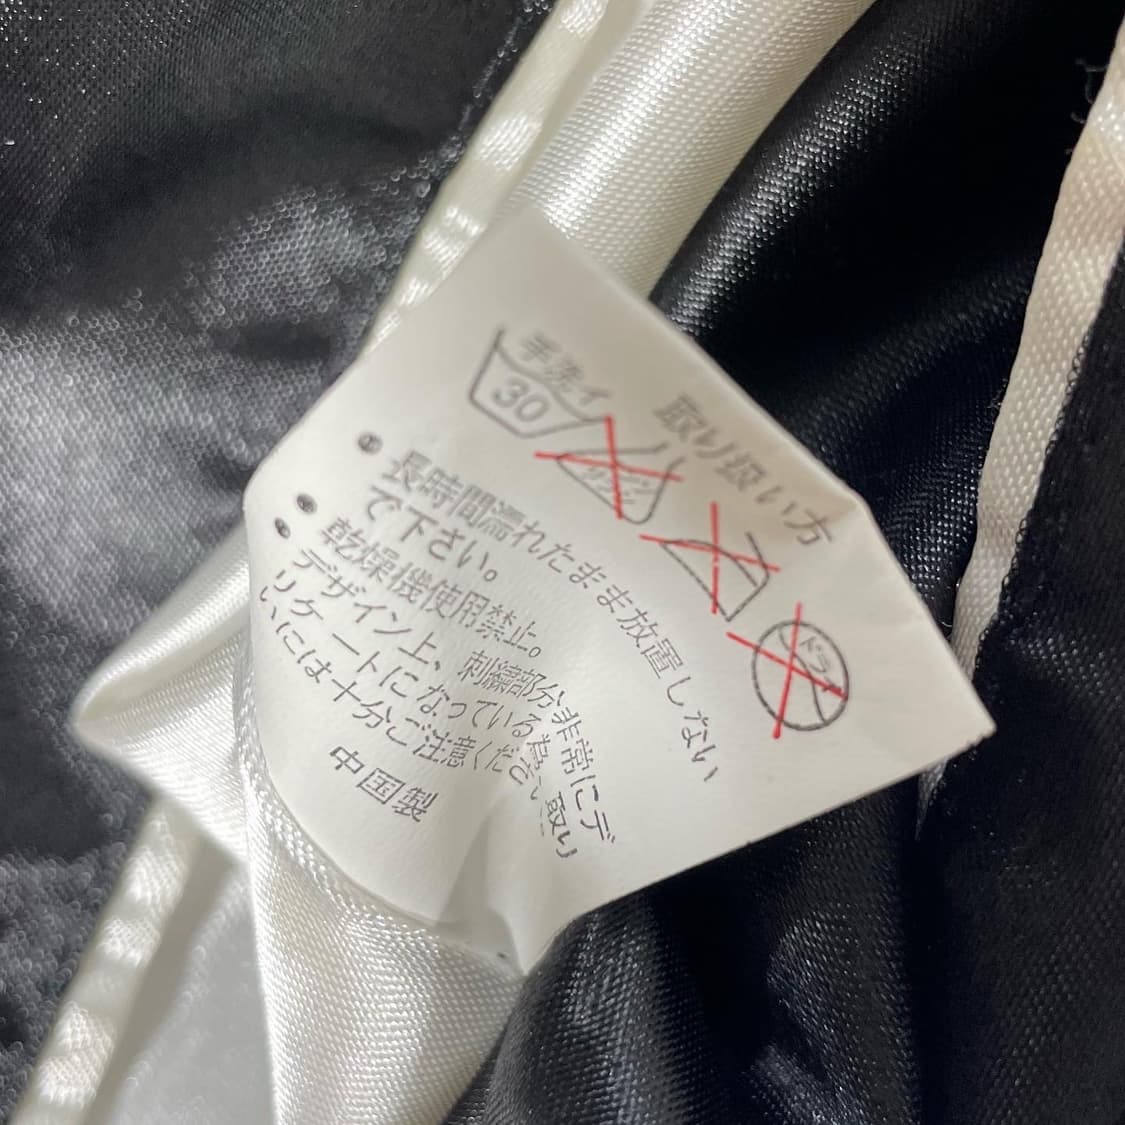 取り扱い方
手洗イ
30
ドライ
● 長時間濡れたまま放置しない
で下さい。
● 乾燥機使用禁止。
● デザイン上、刺繍部分非常にデ
リケートになっている為、取り
いには十分ご注意ください
中国製